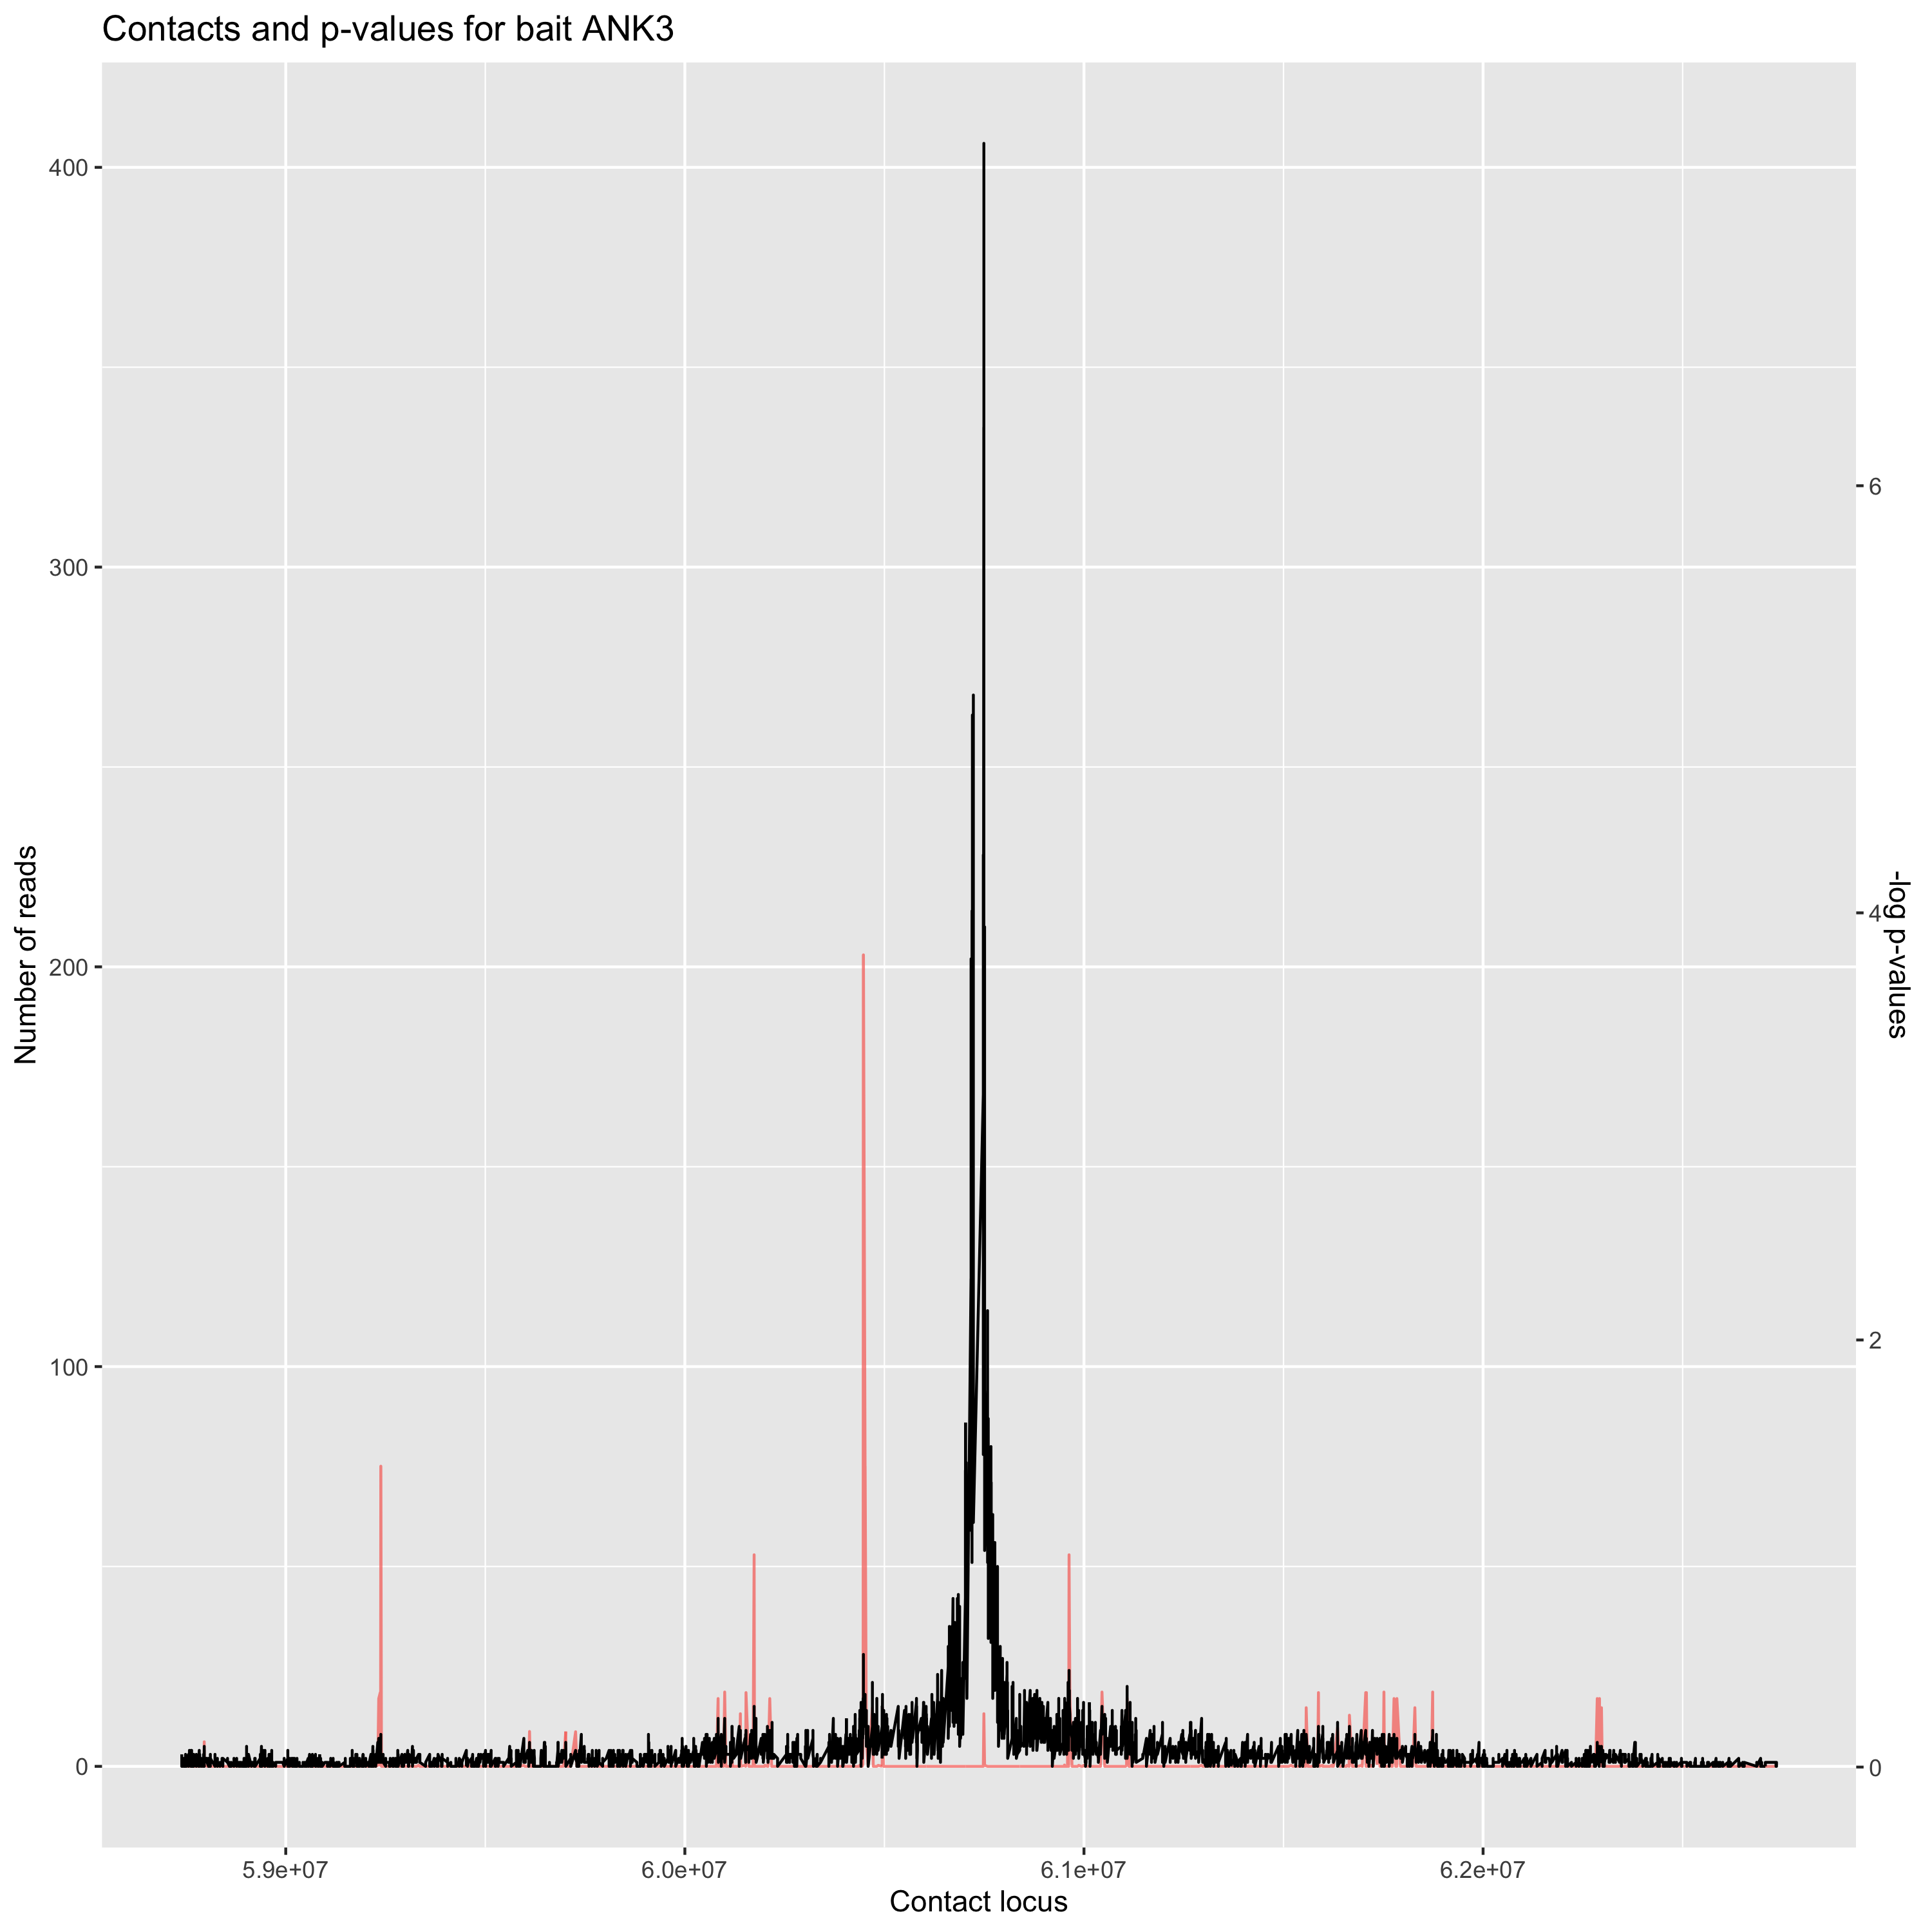 Contacts and p-values for bait ANK3
400
300
200
100
0
Number of reads
6
4
2
0
-log p-values
5.9e+07
6.0e+07
6.1e+07
6.2e+07
Contact locus